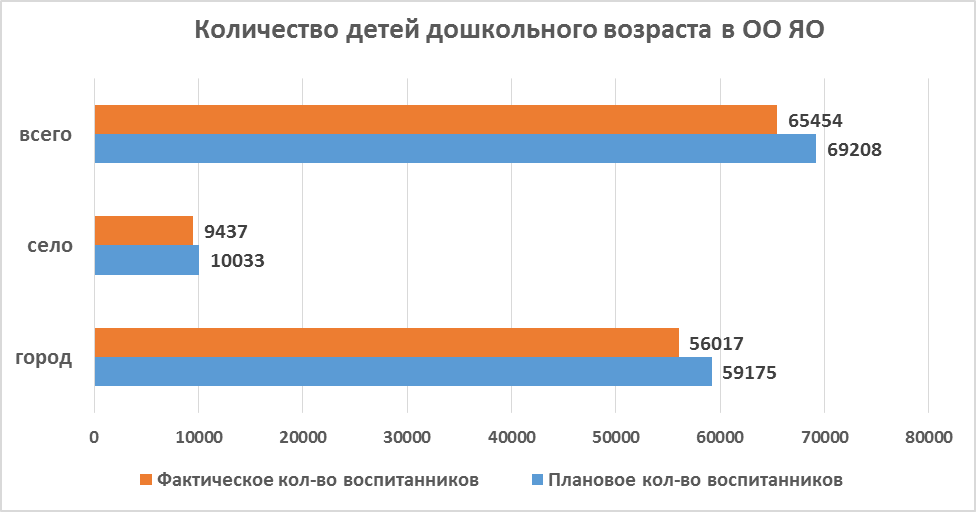 Количество детей дошкольного возраста в ОО ЯО
всего
65454
69208
село
9437
10033
город
56017
59175
0 10000 20000 30000 40000 50000 60000 70000 80000
Фактическое кол-во воспитанников Плановое кол-во воспитанников